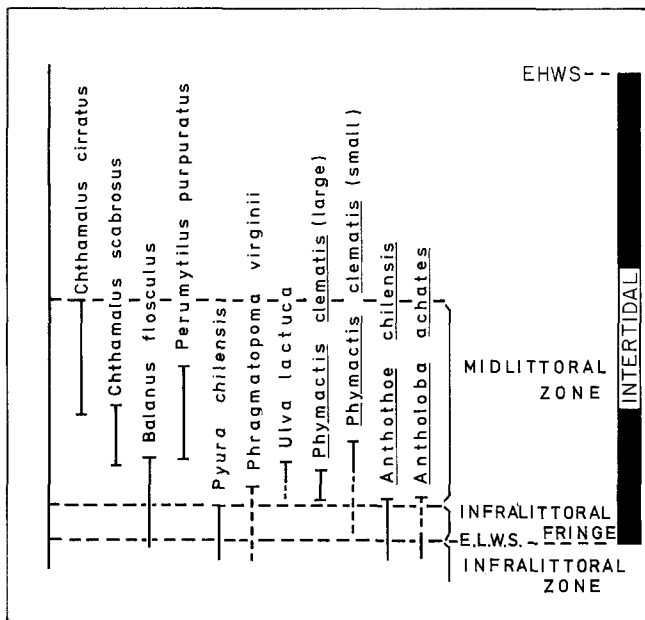 EHWS
Chthamalus cirratus
Chthamalus scabrosus
Balanus flosculus
Perumytilus purpuratus
Pyura chilensis
Phragmatopoma virginii
Ulva lactuca
Phymactis clematis (large)
Phymactis clematis (small)
Anthothoe chilensis
Antholoba achates
MIDLITTORAL
ZONE
INTERTIDAL
INFRALITTORAL
FRINGE
E.L.W.S.
INFRALITTORAL
ZONE